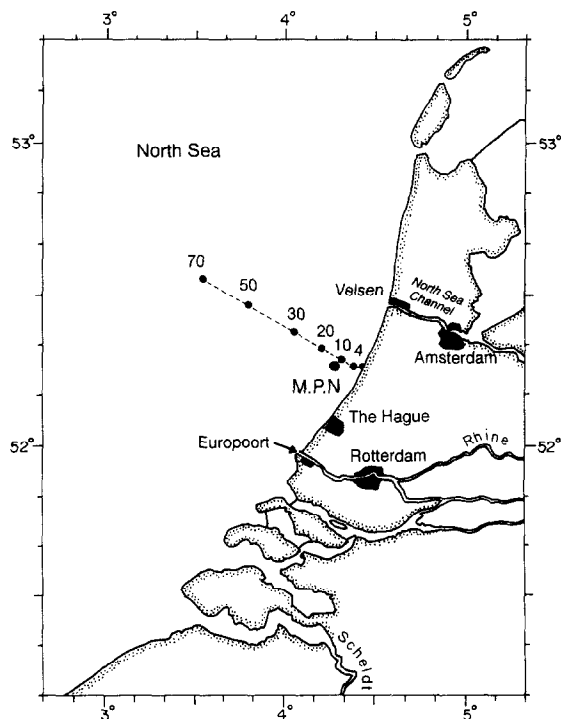 3° 4° 5°
53° 53°
North Sea
70
50
30
20
10
4
Velsen
North Sea
Channel
Amsterdam
M.P.N
The Hague
Europoort
52° 52°
Rotterdam
Rhine
Scheldt
3° 4° 5°